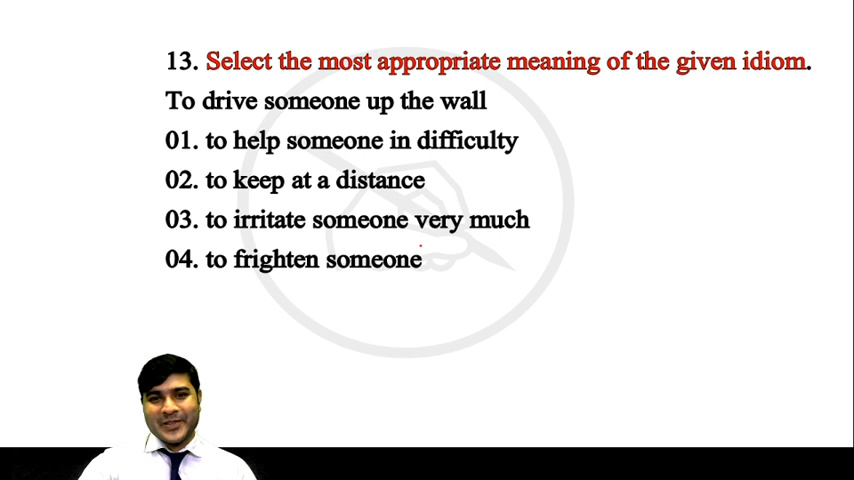 13. Select the most appropriate meaning of the given idiom.
To drive someone up the wall
01. to help someone in difficulty
02. to keep at a distance
03. to irritate someone very much
04. to frighten someone